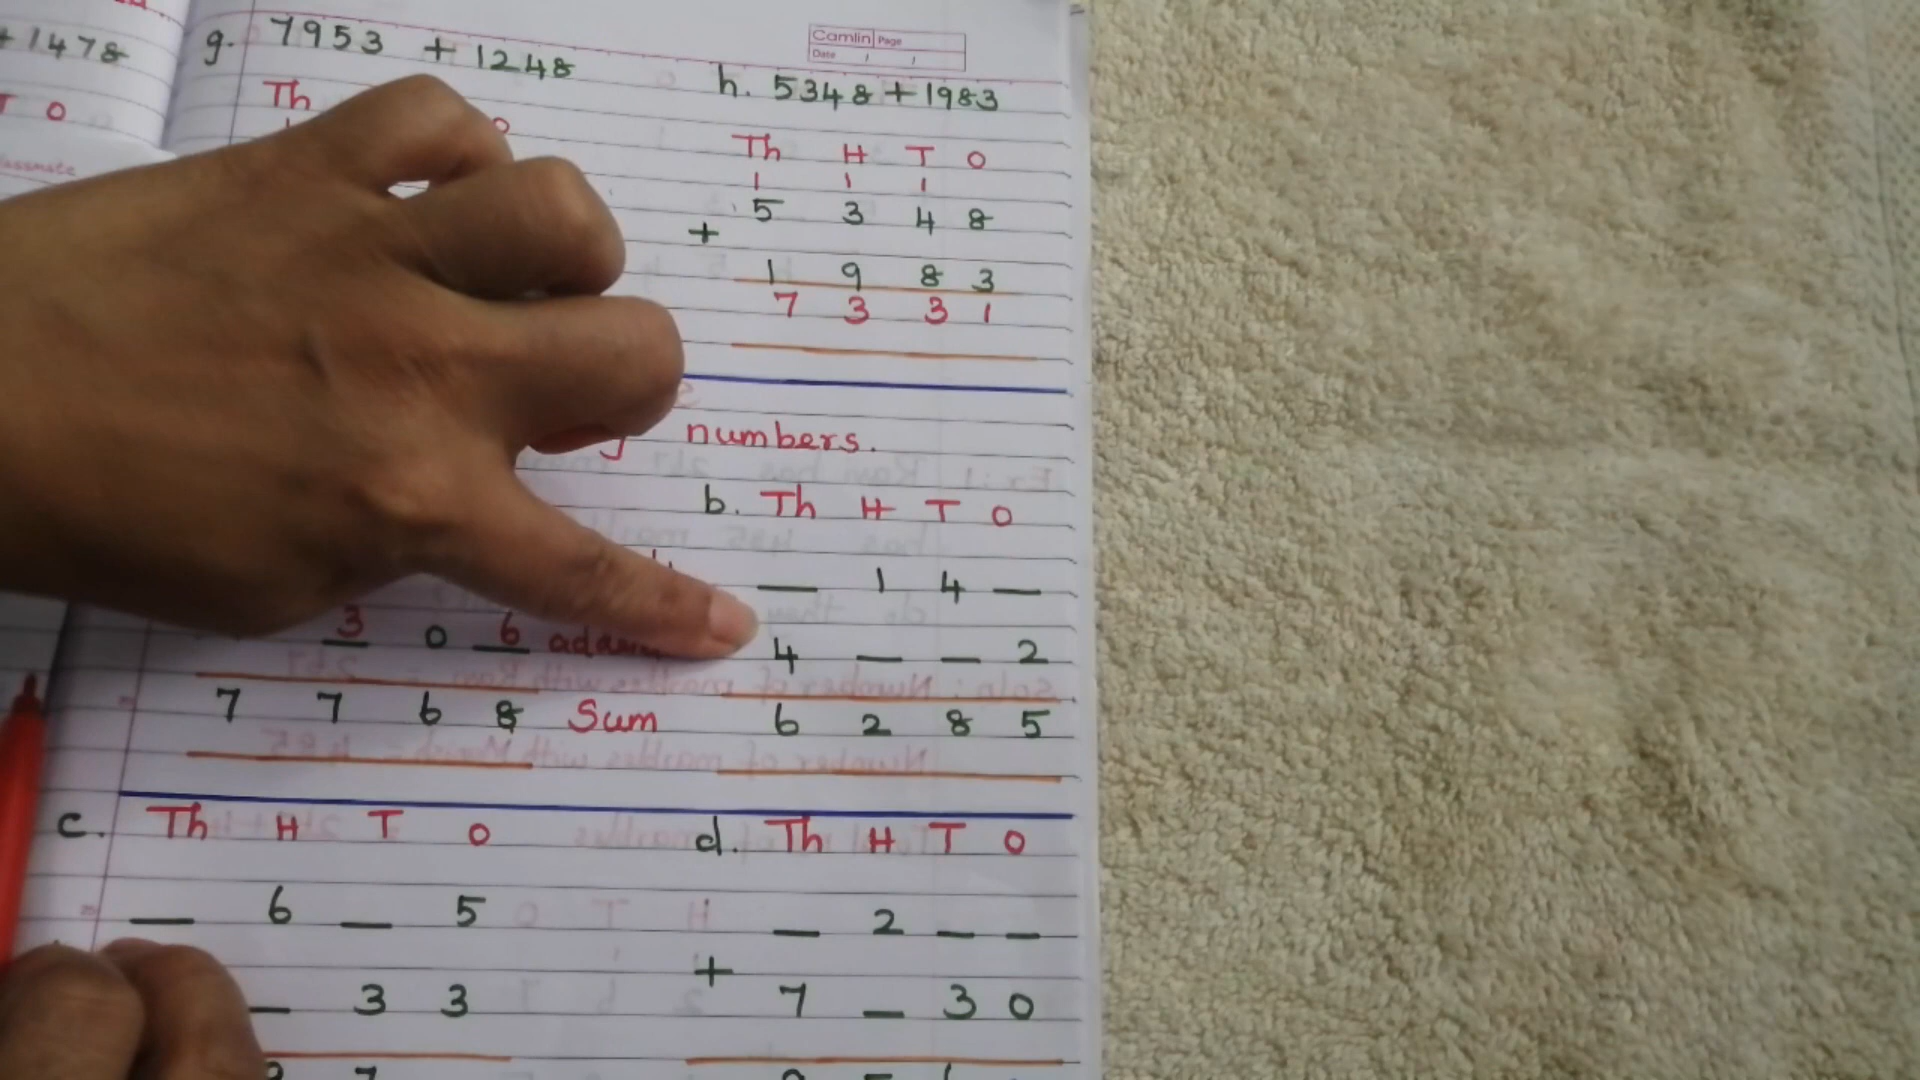 +1478
T O
classmate
g. 7953 + 1248
Th
O
Camlin Page
Date / /
h. 5348 + 1983
Th H T O
1 1 1
5 3 4 8
+
1 9 8 3
7 3 3 1
numbers.
b. Th H T O
_ 1 4 _
3 0 6
4 _ _ 2
7 7 6 8 Sum
6 2 8 5
c. Th H T O
_ 6 _ 5
_ 3 3
d. Th H T O
_ 2 _ _
+
7 _ 3 0